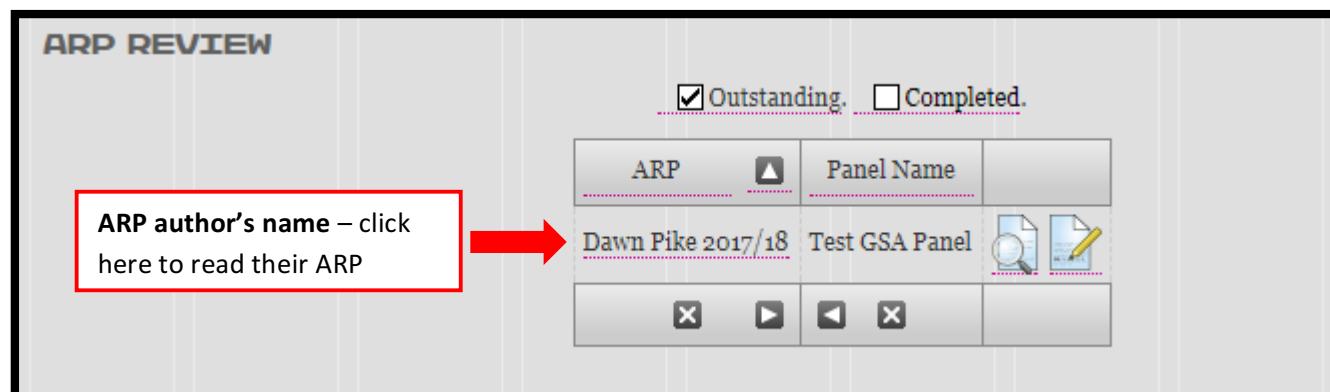 ARP REVIEW
Outstanding. Completed.
ARP Panel Name
ARP author’s name – click
here to read their ARP
Dawn Pike 2017/18 Test GSA Panel